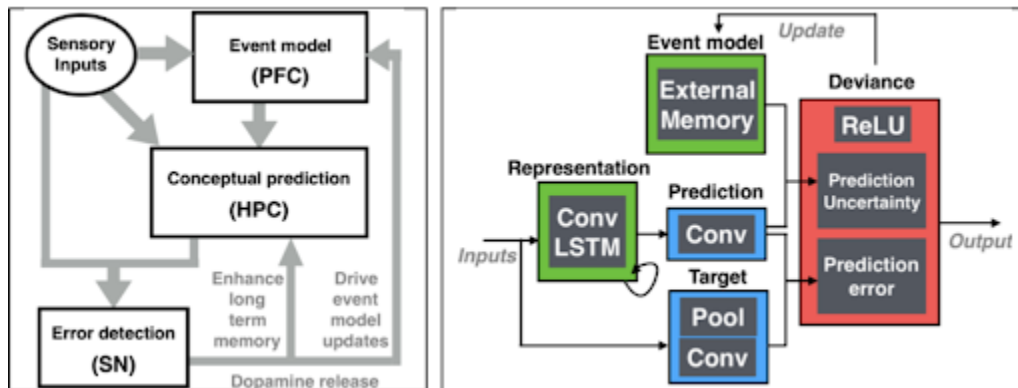 Sensory
Inputs
Event model
(PFC)
Conceptual prediction
(HPC)
Enhance
long
term
memory
Drive
event
model
updates
Error detection
(SN)
Dopamine release
Update
Event model
External
Memory
Deviance
ReLU
Prediction
Uncertainty
Prediction
error
Representation
Conv
LSTM
Prediction
Conv
Inputs
Target
Pool
Conv
Output